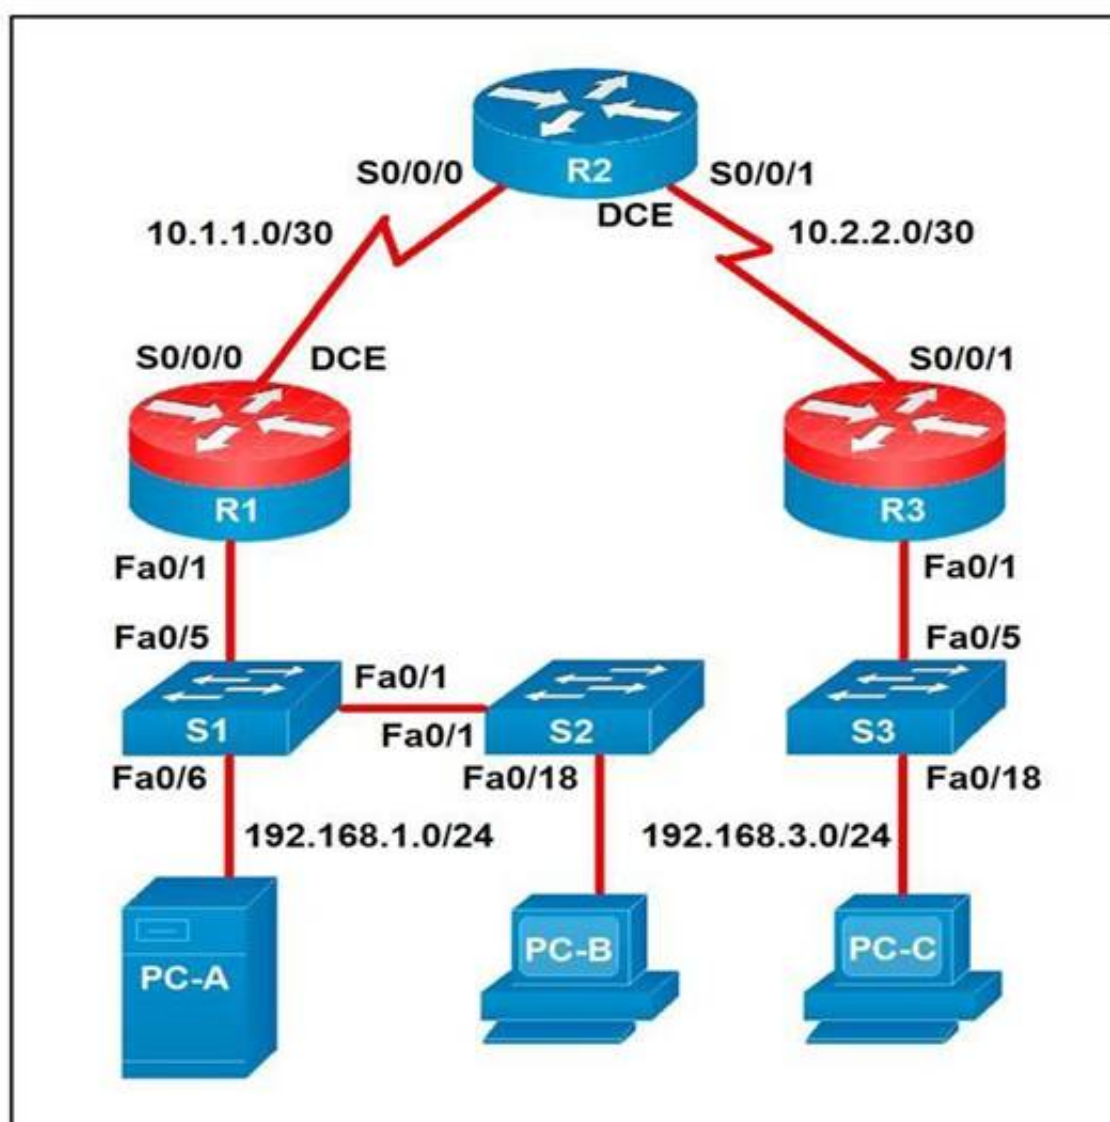 R2
S0/0/0
S0/0/1
DCE
10.1.1.0/30
10.2.2.0/30
S0/0/0
DCE
S0/0/1
R1
R3
Fa0/1
Fa0/1
Fa0/5
Fa0/5
Fa0/1
S1
Fa0/1
S2
S3
Fa0/6
Fa0/18
Fa0/18
192.168.1.0/24
192.168.3.0/24
PC-A
PC-B
PC-C